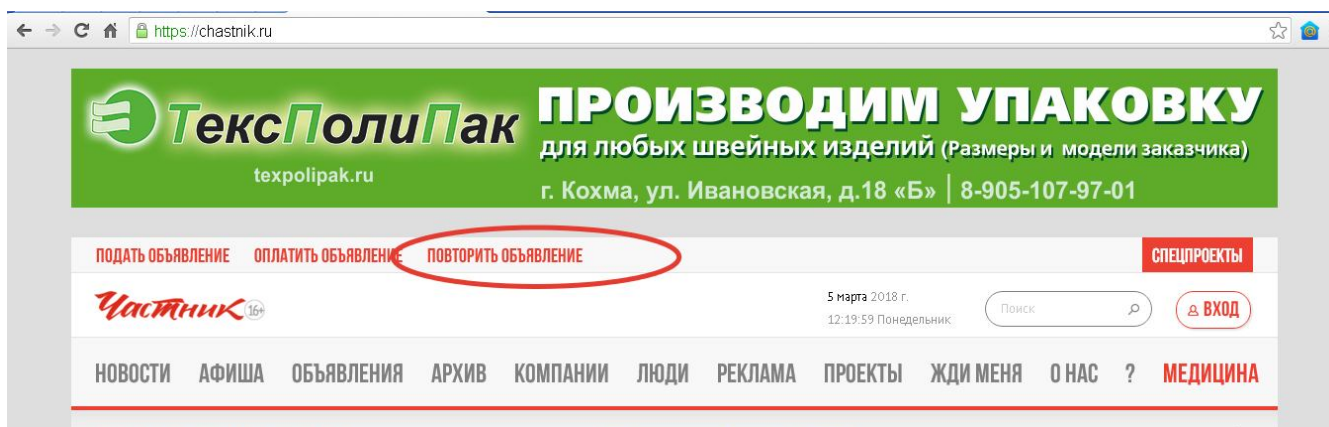 https://chastnik.ru
ТексПолиПак
texpolipak.ru
ПРОИЗВОДИМ УПАКОВКУ
для любых швейных изделий (Размеры и модели заказчика)
г. Кохма, ул. Ивановская, д.18 «Б» | 8-905-107-97-01
ПОДАТЬ ОБЪЯВЛЕНИЕ ОПЛАТИТЬ ОБЪЯВЛЕНИЕ ПОВТОРИТЬ ОБЪЯВЛЕНИЕ СПЕЦПРОЕКТЫ
Частник 16+
5 марта 2018 г.
12:19:59 Понедельник
Поиск
ВХОД
НОВОСТИ АФИША ОБЪЯВЛЕНИЯ АРХИВ КОМПАНИИ ЛЮДИ РЕКЛАМА ПРОЕКТЫ ЖДИ МЕНЯ О НАС ? МЕДИЦИНА